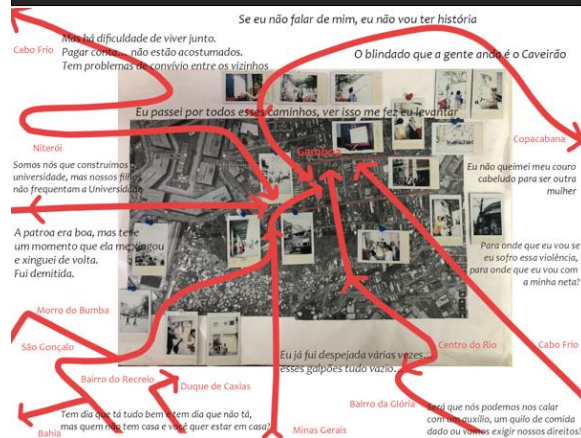 Se eu não falar de mim, eu não vou ter história
Mas há dificuldade de viver junto.
Pagar conta... não estão acostumados.
Tem problemas de convívio entre os vizinhos
Cabo Frio
O blindado que a gente anda é o Caveirão
Eu passei por todos esses caminhos, ver isso me fez eu levantar
Copacabana
Niterói
Gamboa
Somos nós que construimos a
universidade, mas nossos filhos
não frequentam a Universidade
Eu não queimei meu couro
cabeludo para ser outra
mulher
A patroa era boa, mas teve
um momento que ela me xingou
e xinguei de volta.
Fui demitida.
Para onde que eu vou se
eu sofro essa violência,
para onde que eu vou com
a minha neta?
Morro do Bumba
São Gonçalo
Centro do Rio
Cabo Frio
Eu já fui despejada várias vezes...
esses galpões tudo vazio...
Bairro do Recreio
Duque de Caxias
Bairro da Glória
Será que nós podemos nos calar
com um auxílio, um quilo de comida
dado ou vamos exigir nossos direitos?
Tem dia que tá tudo bem e tem dia que não tá,
mas quem não tem casa e você quer estar em casa?
Bahia
Minas Gerais